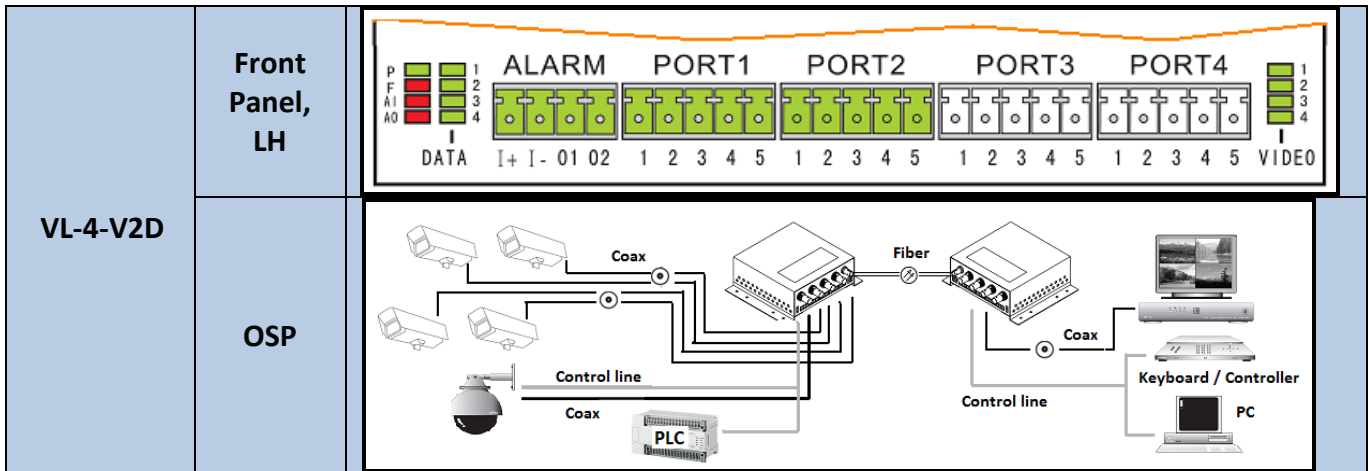 VL-4-V2D
Front
Panel,
LH
P
F
AI
AO
1
2
3
4
DATA
ALARM PORT1 PORT2 PORT3 PORT4
I+ I- 01 02 1 2 3 4 5 1 2 3 4 5 1 2 3 4 5 1 2 3 4 5
1
2
3
4
VIDEO
OSP
Coax
Fiber
Coax
Control line
Coax
PLC
Keyboard / Controller
Control line
PC